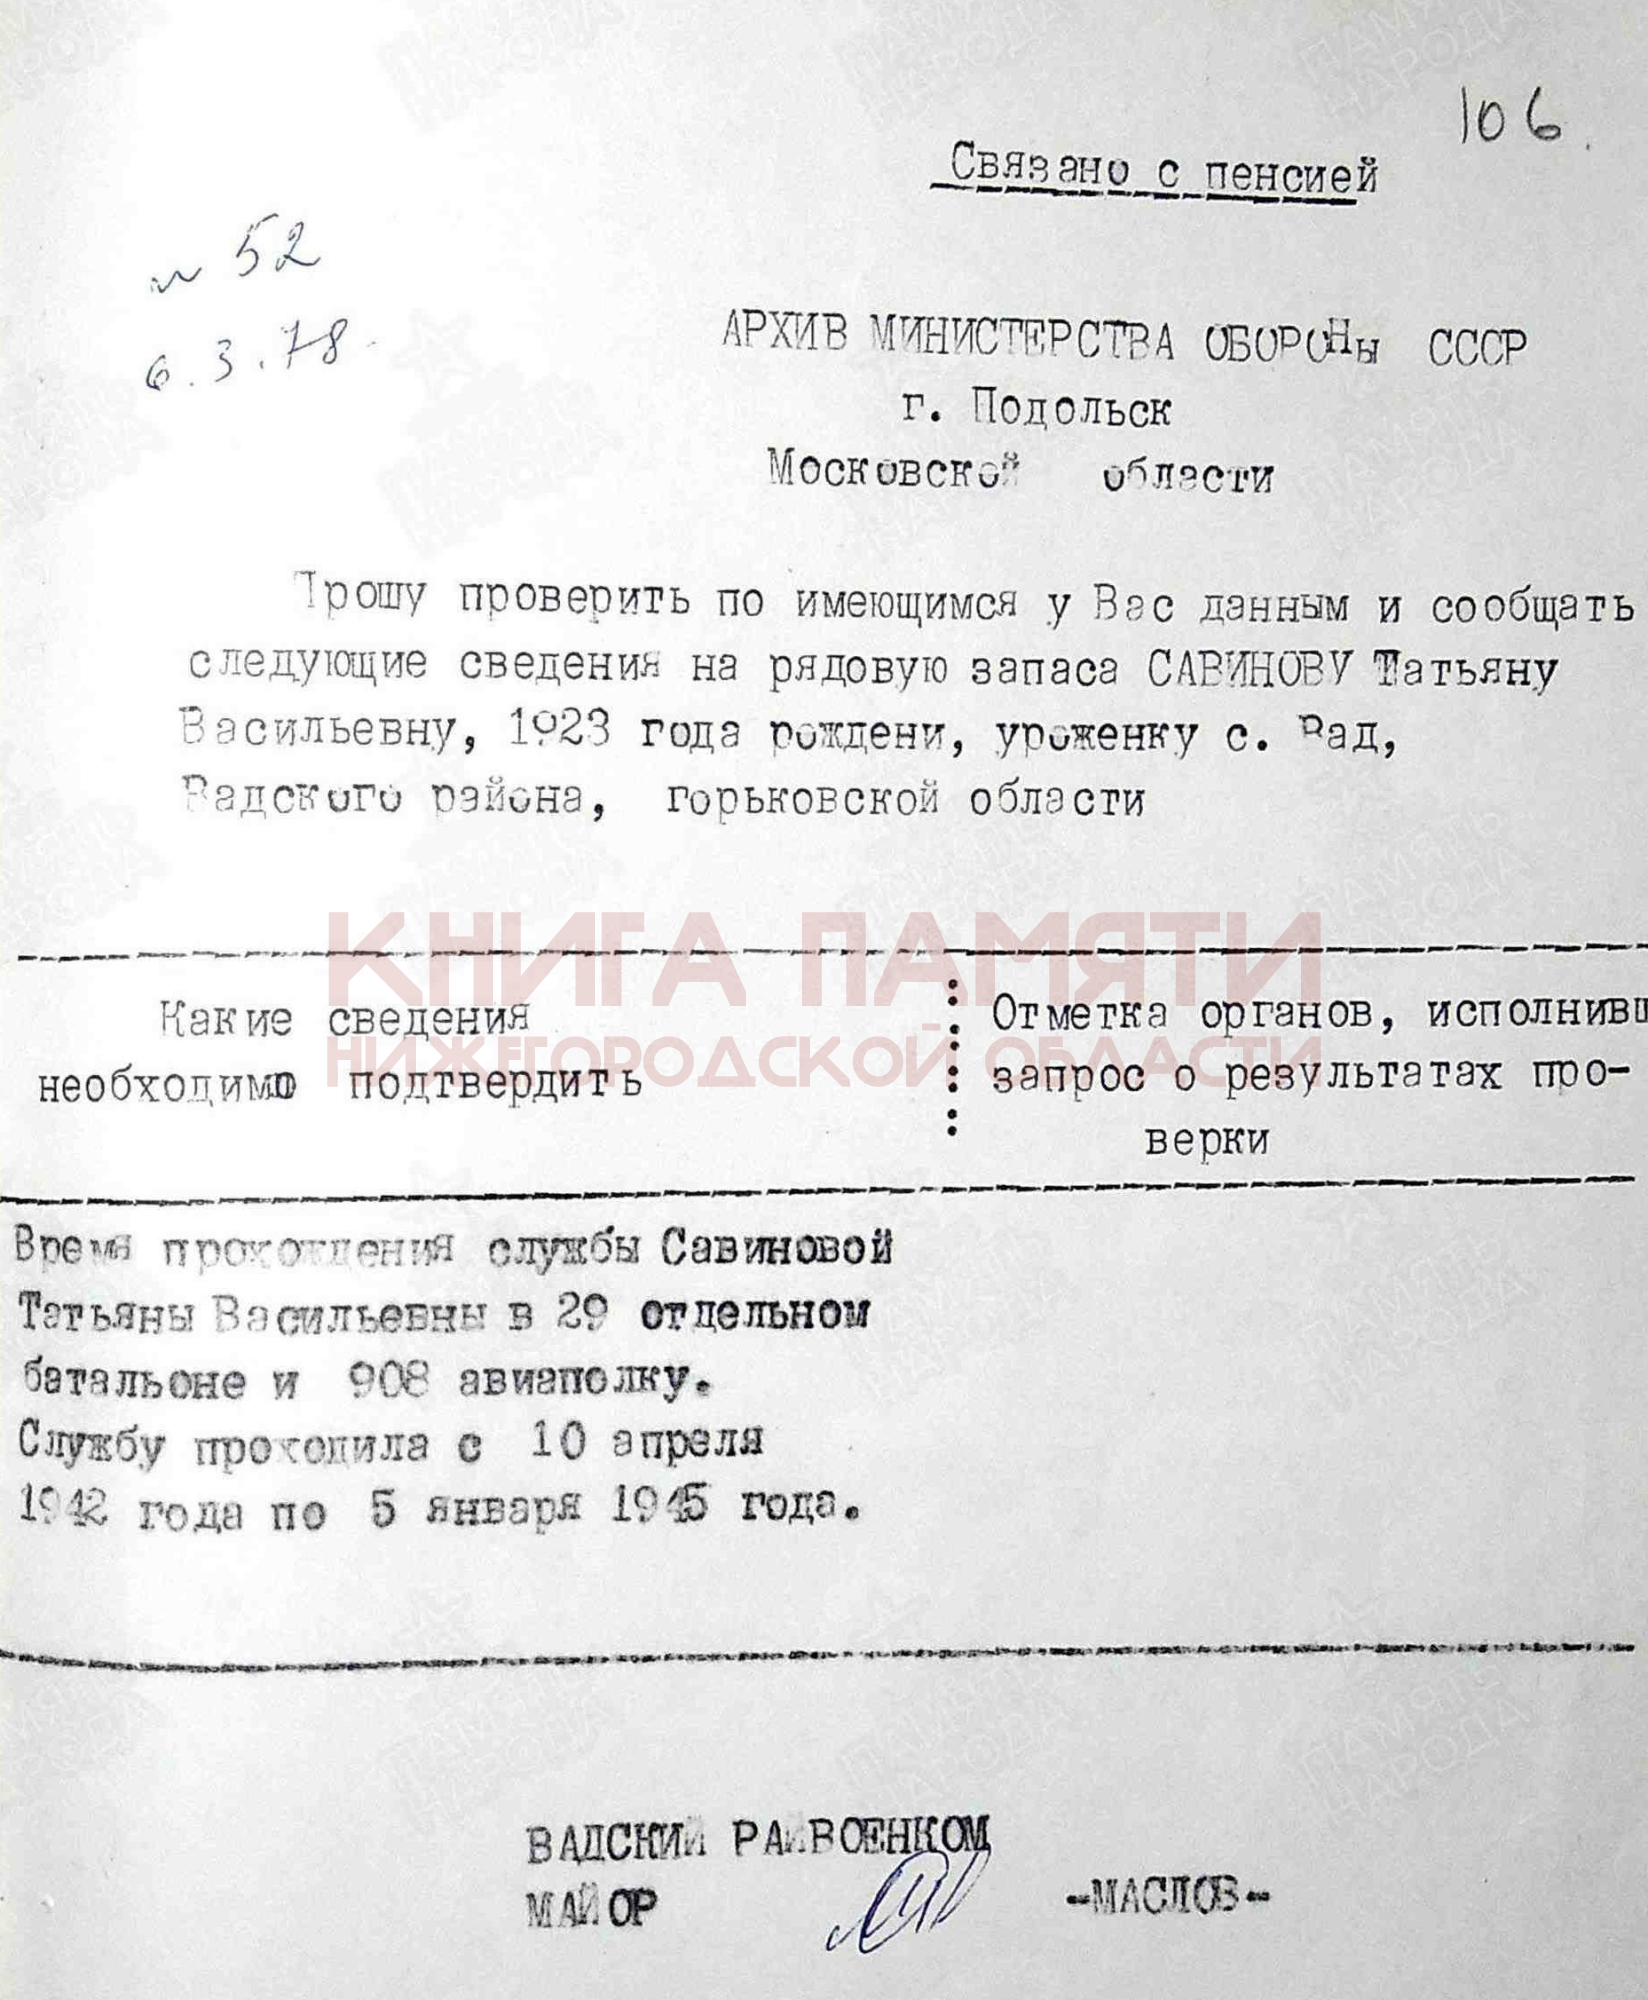 106
Связано с пенсией
52
6.3.78.
АРХИВ МИНИСТЕРСТВА ОБОРОНЫ СССР
г. Подольск
Московской области
Прошу проверить по имеющимся у Вас данным и сообщать
следующие сведения на рядовую запаса САВИНОВУ Татьяну
Васильевну, 1923 года рождени, уроженку с. Вад,
Вадского района, горьковской области
КНИГА ПАМЯТИ
НИЖЕГОРОДСКОЙ ОБЛАСТИ
Какие сведения
необходимо подтвердить
Отметка органов, исполнивш
запрос о результатах про-
верки
Время прохождения службы Савиновой
Татьяны Васильевны в 29 отдельном
батальоне и 908 авиаполку.
Службу проходила с 10 апреля
1942 года по 5 января 1945 года.
ВАДСКИЙ РАЙВОЕНКОМ
МАЙОР -МАСЛОВ-
ПАМЯТЬ НАРОДА